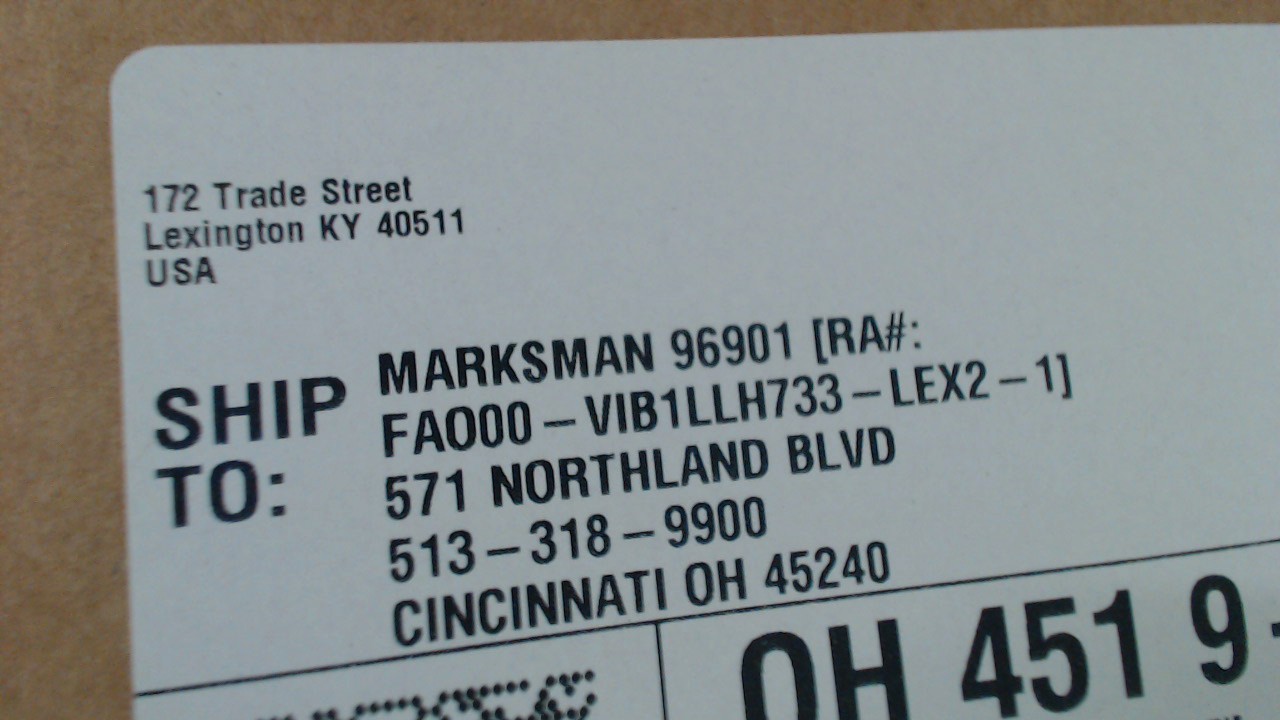 172 Trade Street
Lexington KY 40511
USA
SHIP
TO:
MARKSMAN 96901 [RA#:
FAO00-VIB1LLH733-LEX2-1]
571 NORTHLAND BLVD
513-318-9900
CINCINNATI OH 45240
OH 451 9-